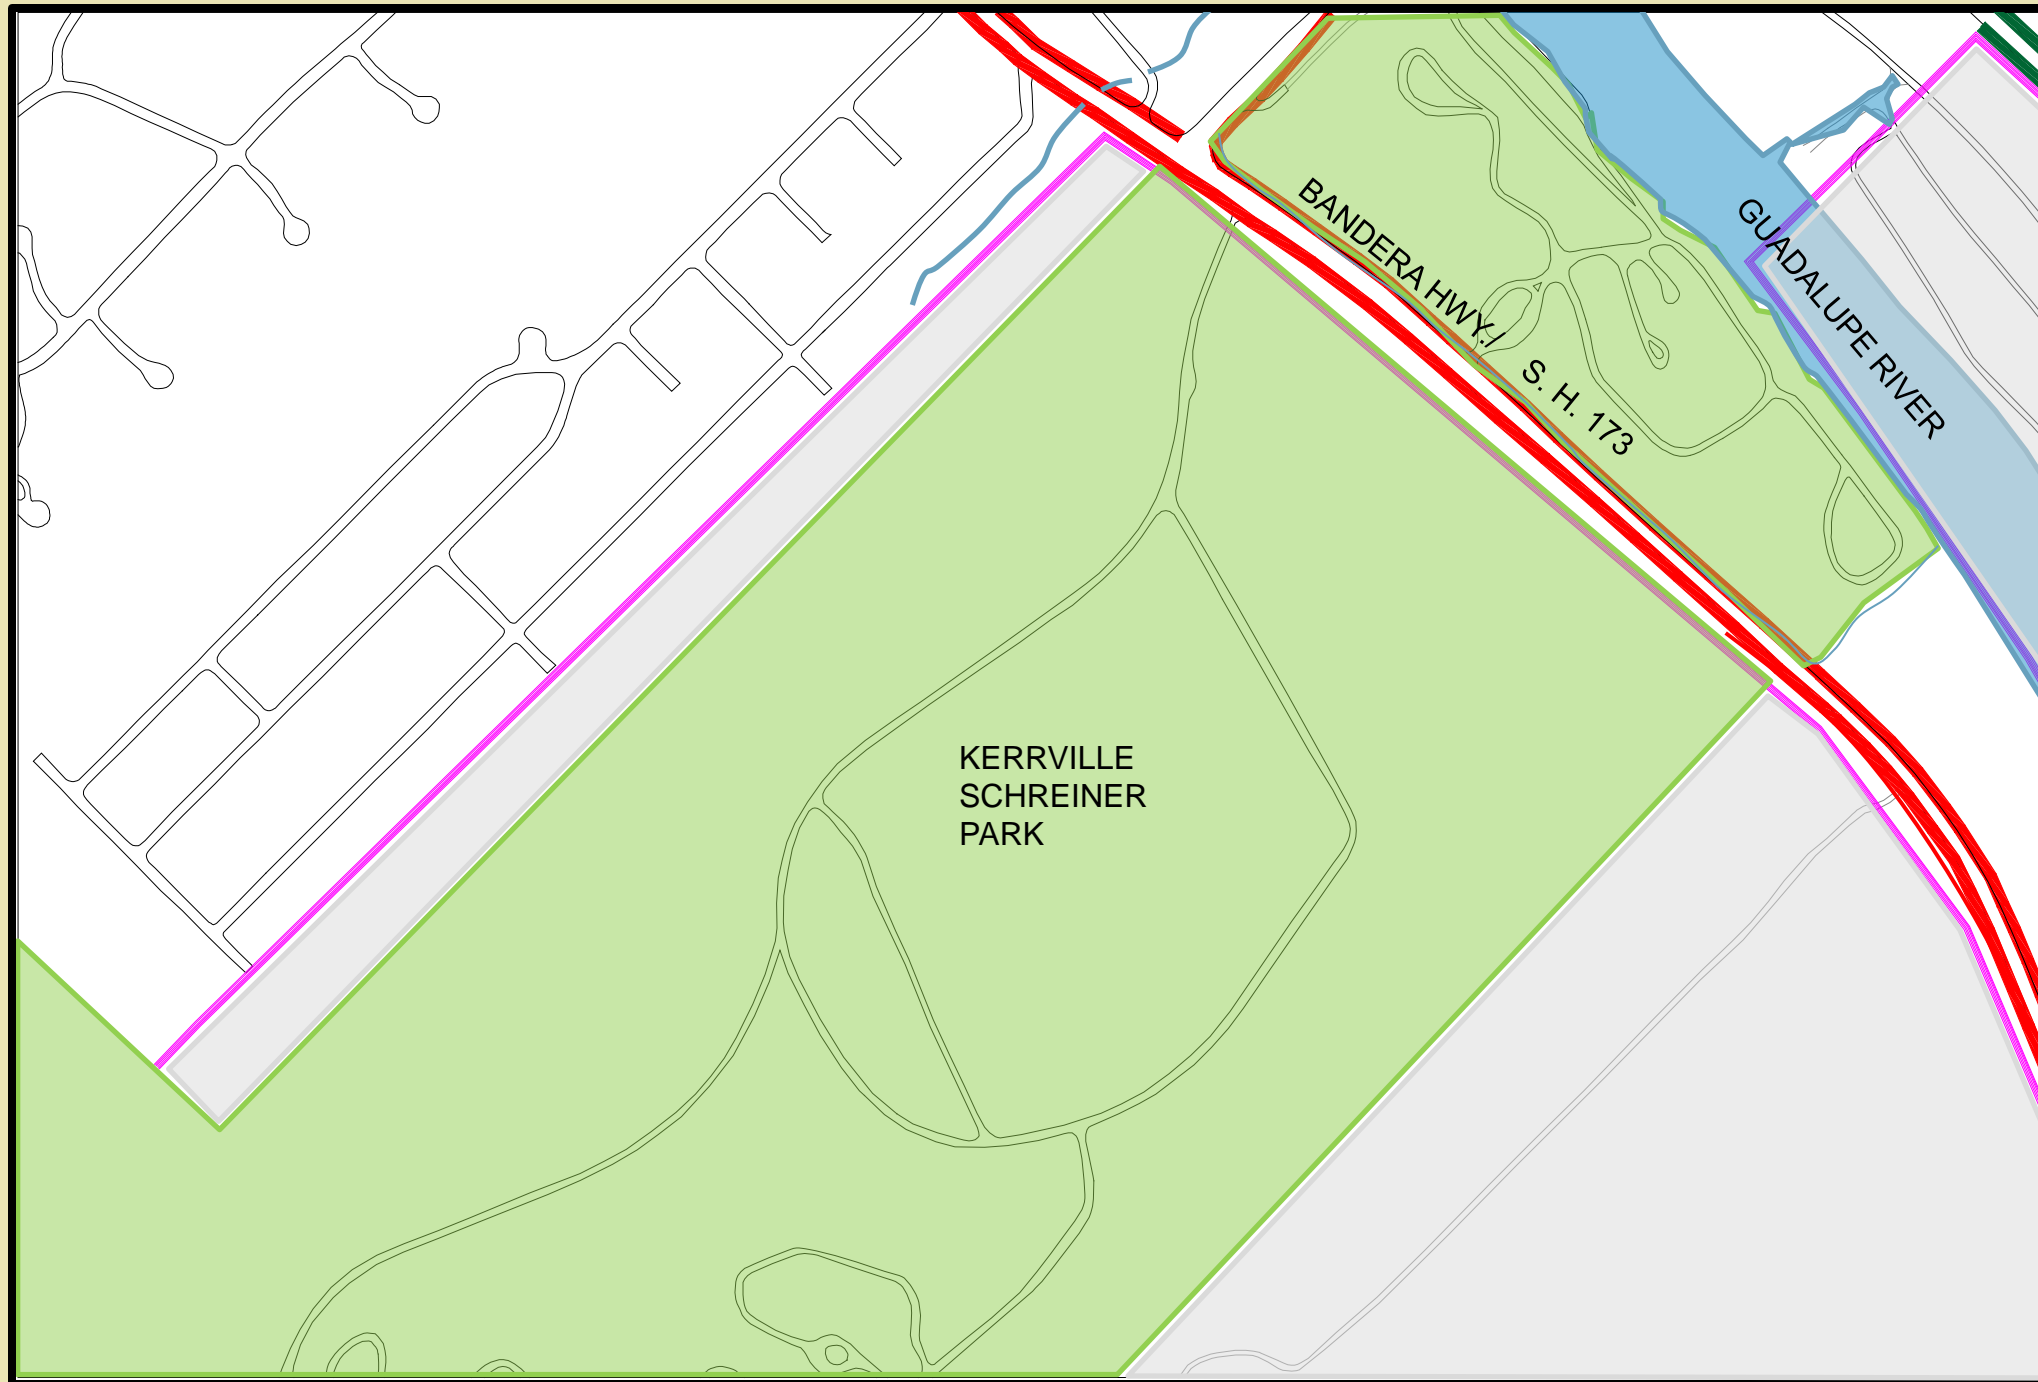 BANDERA HWY./
S. H. 173
GUADALUPE RIVER
KERRVILLE
SCHREINER
PARK